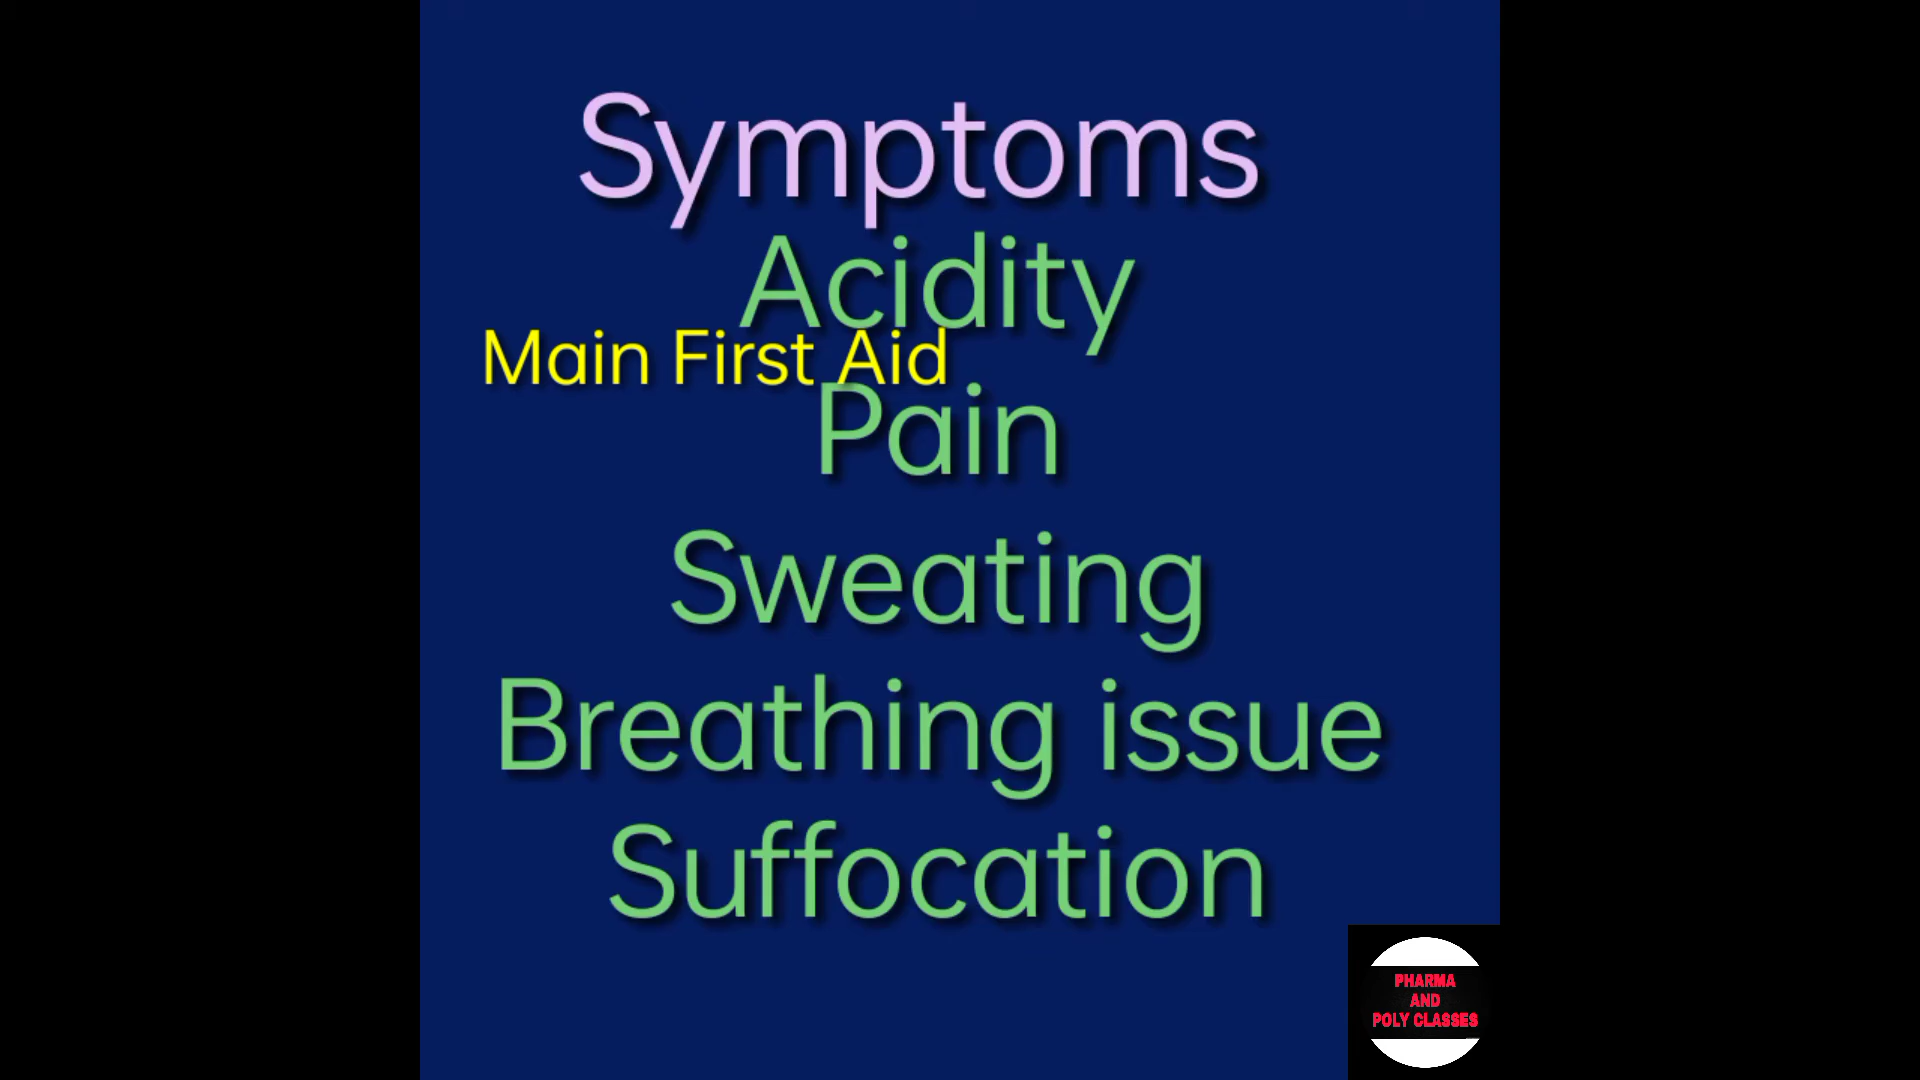 Symptoms
Acidity
Main First Aid
Pain
Sweating
Breathing issue
Suffocation
PHARMA
AND
POLY CLASSES